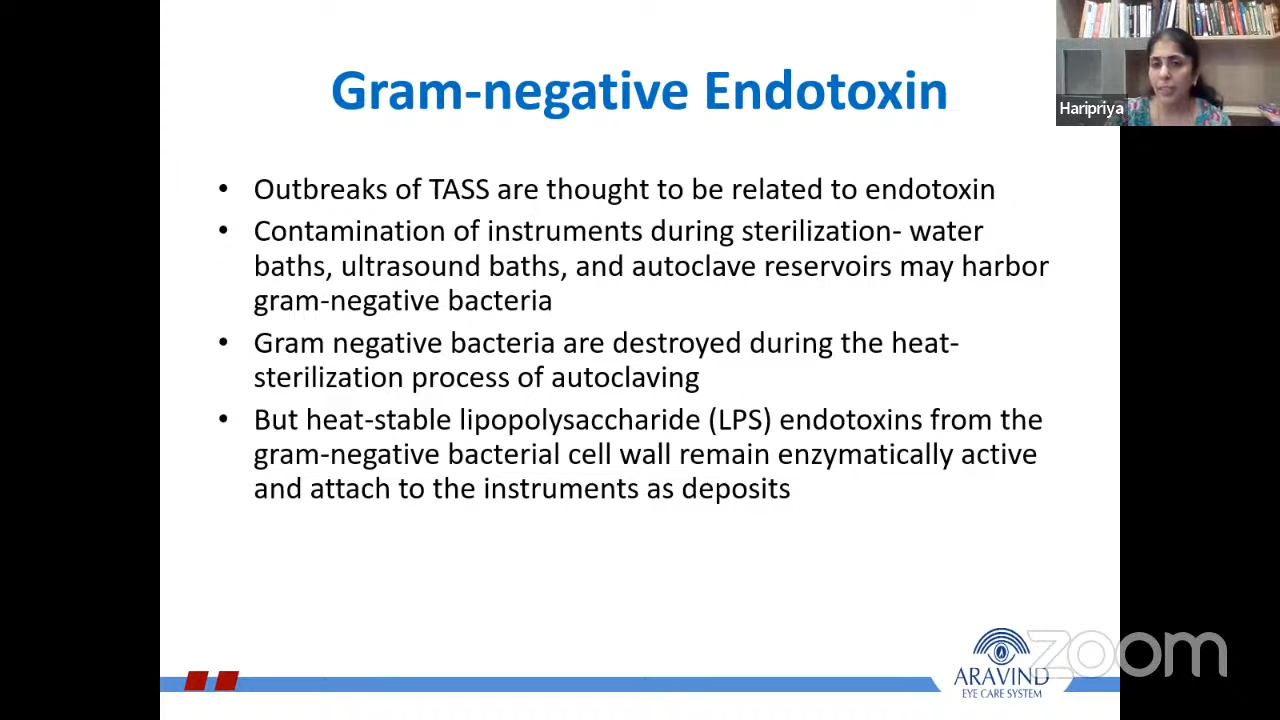 Gram-negative Endotoxin
Haripriya
• Outbreaks of TASS are thought to be related to endotoxin
• Contamination of instruments during sterilization- water
baths, ultrasound baths, and autoclave reservoirs may harbor
gram-negative bacteria
• Gram negative bacteria are destroyed during the heat-
sterilization process of autoclaving
• But heat-stable lipopolysaccharide (LPS) endotoxins from the
gram-negative bacterial cell wall remain enzymatically active
and attach to the instruments as deposits
zoom
ARAVIND
EYE CARE SYSTEM